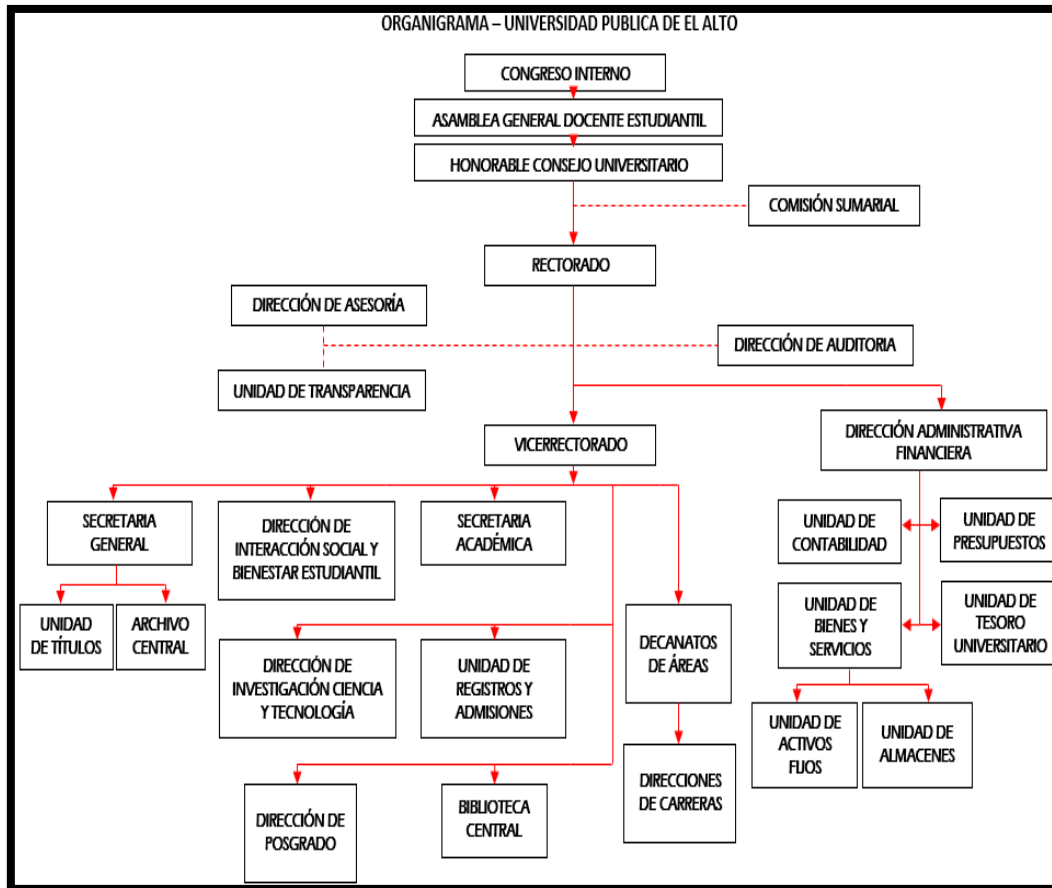 ORGANIGRAMA – UNIVERSIDAD PUBLICA DE EL ALTO
CONGRESO INTERNO
ASAMBLEA GENERAL DOCENTE ESTUDIANTIL
HONORABLE CONSEJO UNIVERSITARIO
COMISIÓN SUMARIAL
RECTORADO
DIRECCIÓN DE ASESORÍA
DIRECCIÓN DE AUDITORIA
UNIDAD DE TRANSPARENCIA
VICERRECTORADO
DIRECCIÓN ADMINISTRATIVA
FINANCIERA
SECRETARIA
GENERAL
DIRECCIÓN DE
INTERACCIÓN SOCIAL Y
BIENESTAR ESTUDIANTIL
SECRETARIA
ACADÉMICA
UNIDAD DE
CONTABILIDAD
UNIDAD DE
PRESUPUESTOS
UNIDAD
DE TÍTULOS
ARCHIVO
CENTRAL
DIRECCIÓN DE
INVESTIGACIÓN CIENCIA
Y TECNOLOGÍA
UNIDAD DE
REGISTROS Y
ADMISIONES
DECANATOS
DE ÁREAS
UNIDAD DE
BIENES Y
SERVICIOS
UNIDAD DE
TESORO
UNIVERSITARIO
UNIDAD DE
ACTIVOS
FIJOS
UNIDAD DE
ALMACENES
DIRECCIÓN DE
POSGRADO
BIBLIOTECA
CENTRAL
DIRECCIONES
DE CARRERAS